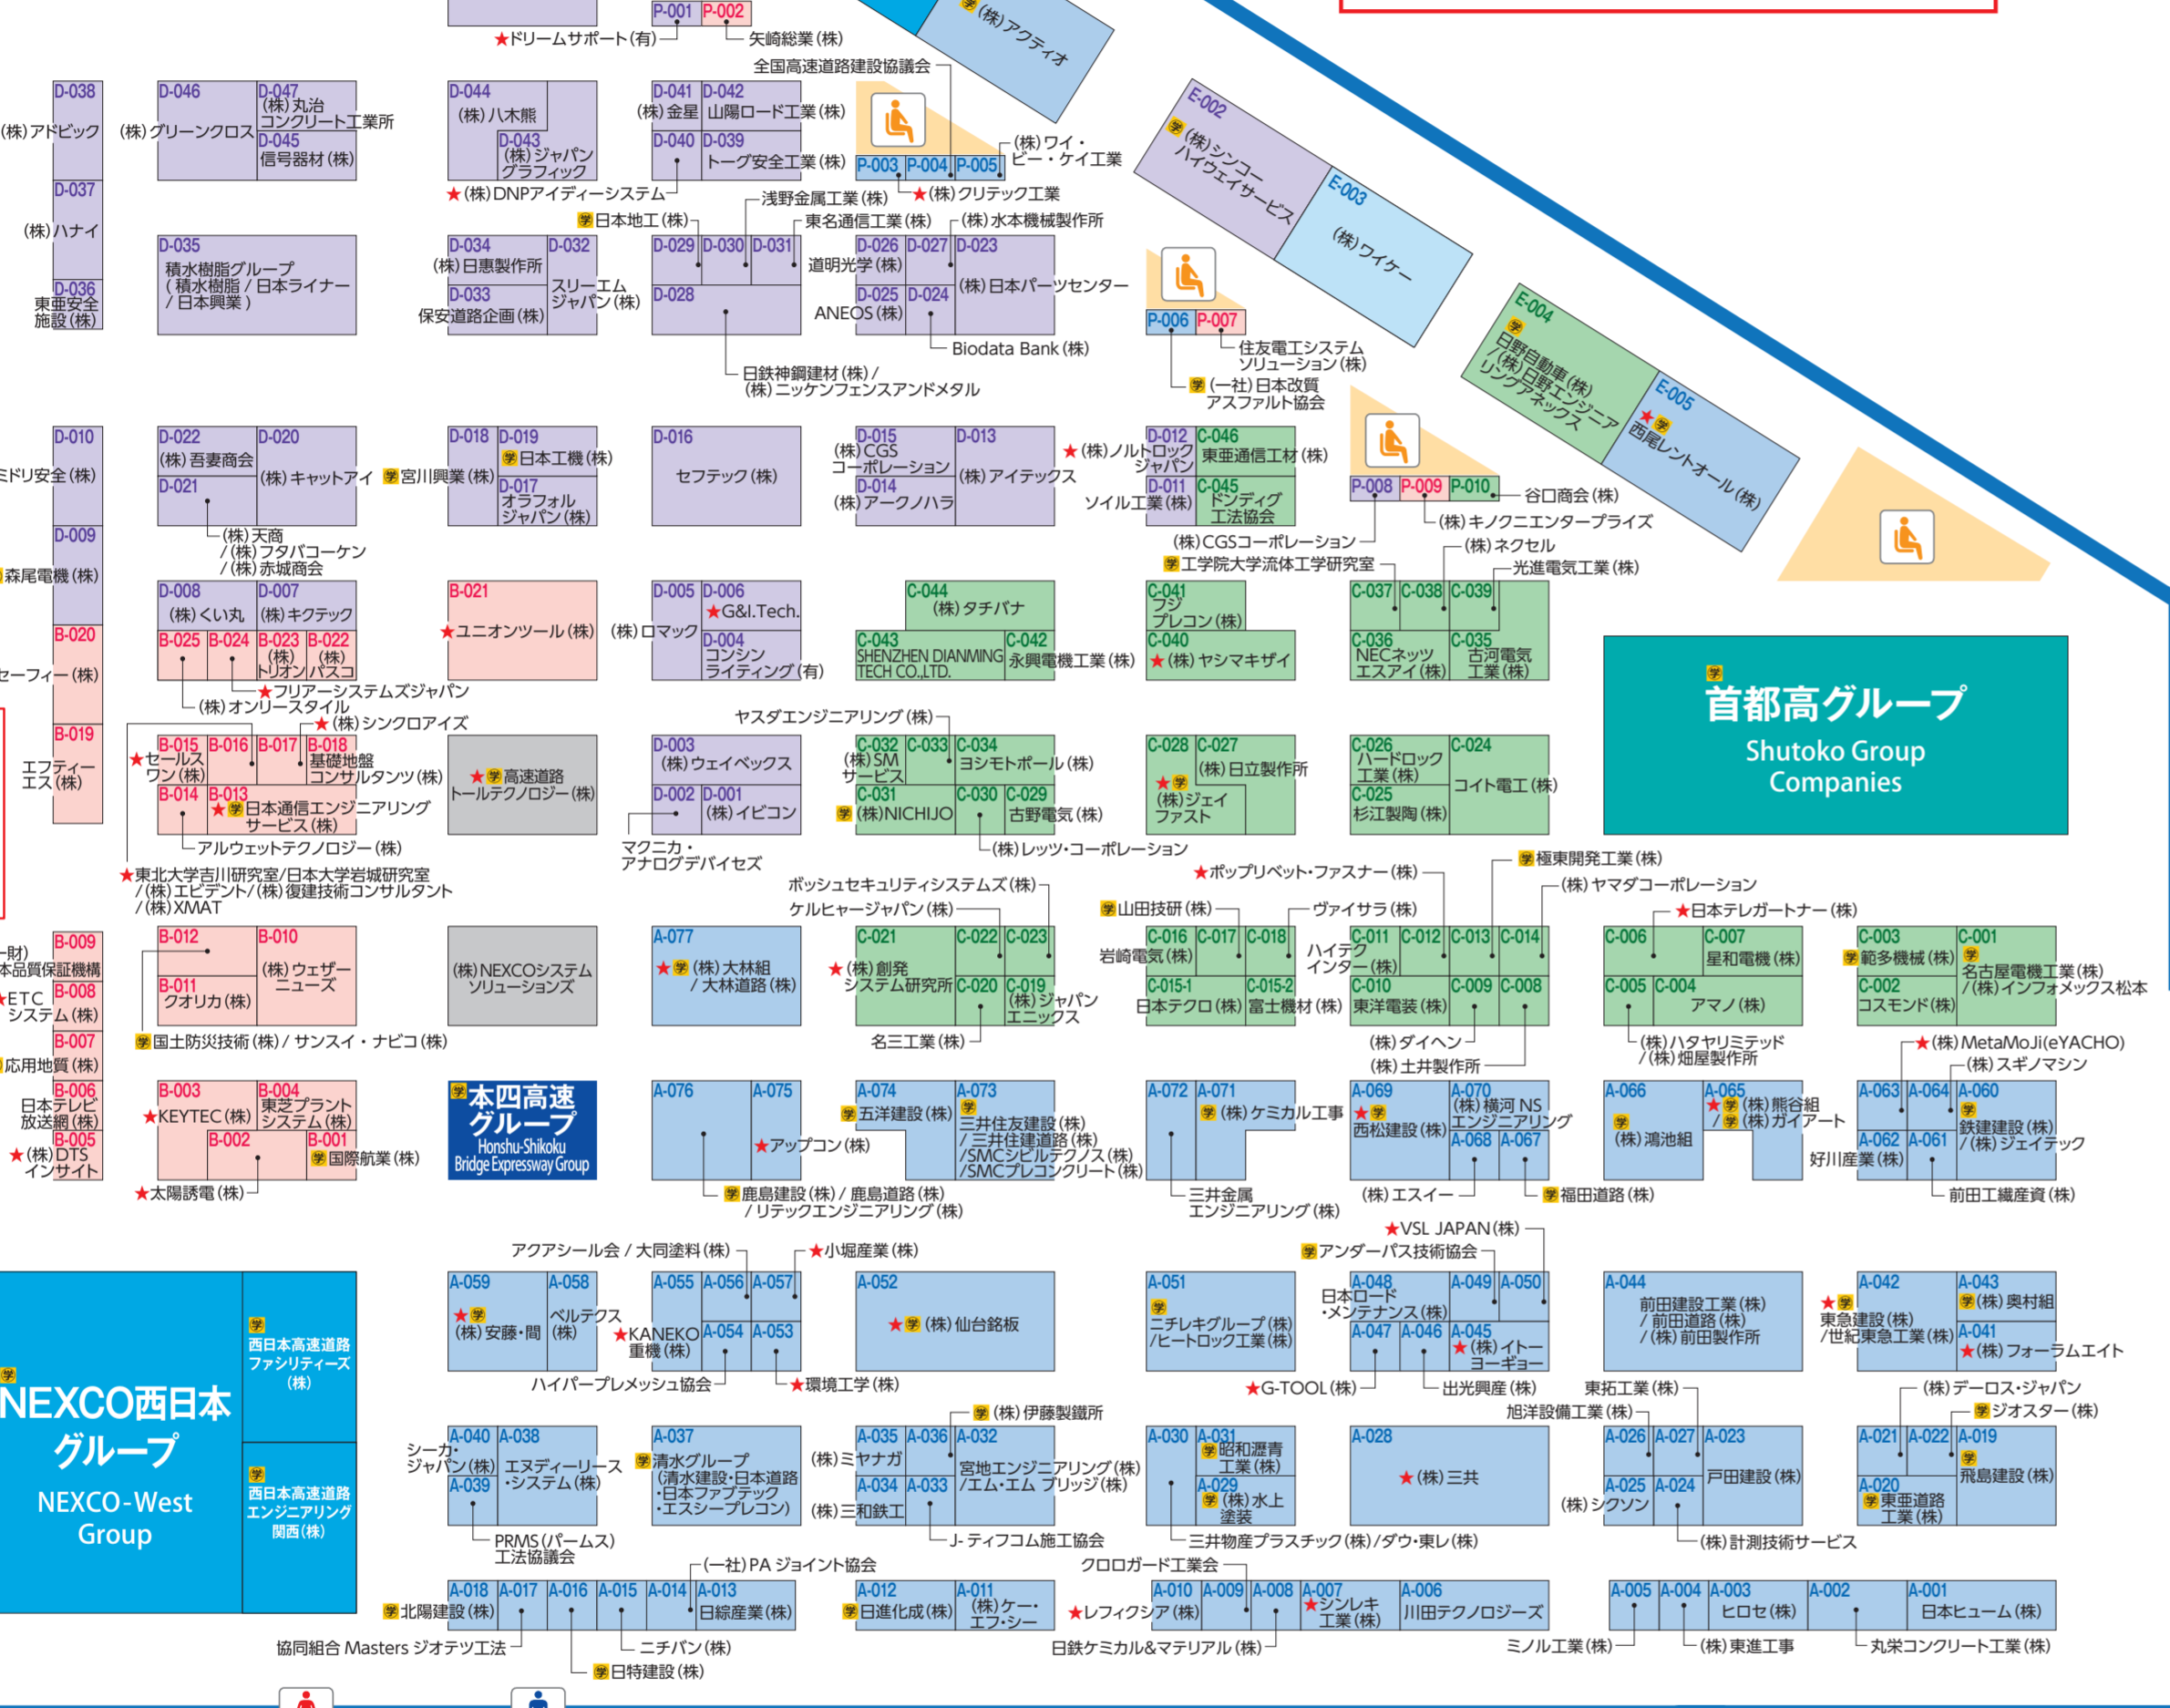 P-001
P-002
★ドリームサポート(有)
矢崎総業(株)
学(株)アクティオ
全国高速道路建設協議会
D-038
(株)アドビック
D-046
(株)グリーンクロス
D-047
(株)丸治
コンクリート工業所
D-045
信号器材(株)
D-044
(株)八木熊
D-043
(株)ジャパン
グラフィック
D-041
(株)金星
D-042
山陽ロード工業(株)
D-040
D-039
トーグ安全工業(株)
★(株)DNPアイディーシステム
P-003
P-004
P-005
(株)ワイ・
ビー・ケイ工業
★(株)クリテック工業
E-002
学(株)シンコー
ハイウェイサービス
E-003
(株)ワイケー
D-037
(株)ハナイ
D-036
東亜安全
施設(株)
D-035
積水樹脂グループ
(積水樹脂/日本ライナー
/日本興業)
D-034
(株)日恵製作所
D-032
スリーエム
ジャパン(株)
D-033
保安道路企画(株)
浅野金属工業(株)
学日本地工(株)
東名通信工業(株)
(株)水本機械製作所
D-029
D-030
D-031
D-028
日鉄神鋼建材(株)/
(株)ニッケンフェンスアンドメタル
D-026
道明光学(株)
D-027
D-023
(株)日本パーツセンター
D-025
ANEOS(株)
D-024
Biodata Bank(株)
P-006
P-007
住友電工システム
ソリューション(株)
学(一社)日本改質
アスファルト協会
E-004
学
日野自動車(株)
/(株)日野エンジニア
リングアネックス
E-005
★学
西尾レントオール(株)
D-010
ミドリ安全(株)
D-022
(株)吾妻商会
D-020
(株)キャットアイ
D-021
(株)天商
/(株)フタバコーケン
/(株)赤城商会
D-018
学宮川興業(株)
D-019
学日本工機(株)
D-017
オラフォル
ジャパン(株)
D-016
セフテック(株)
D-015
(株)CGS
コーポレーション
D-013
(株)アイテックス
D-014
(株)アークノハラ
D-012
★(株)ノルトロック
ジャパン
C-046
東亜通信工材(株)
D-011
ソイル工業(株)
C-045
ドンディグ
工法協会
P-008
P-009
P-010
谷口商会(株)
(株)キノクニエンタープライズ
(株)CGSコーポレーション
D-009
森尾電機(株)
B-020
セーフィー(株)
B-019
エフティー
エス(株)
D-008
(株)くい丸
D-007
(株)キクテック
B-025
B-024
B-023
(株)
トリオン
B-022
(株)
パスコ
★フリアーシステムズジャパン
(株)オンリースタイル
B-021
★ユニオンツール(株)
D-005
(株)ロマック
D-006
★G&I.Tech.
D-004
コンシン
ライティング(有)
C-044
(株)タチバナ
C-043
SHENZHEN DIANMING
TECH CO.,LTD.
C-042
永興電機工業(株)
C-041
フジ
プレコン(株)
C-040
★(株)ヤシマキザイ
学工学院大学流体工学研究室
(株)ネクセル
光進電気工業(株)
C-037
C-038
C-039
C-036
NECネッツ
エスアイ(株)
C-035
古河電気
工業(株)
学
首都高グループ
Shutoko Group
Companies
★(株)シンクロアイズ
B-015
★セールス
ワン(株)
B-016
B-017
B-018
基礎地盤
コンサルタンツ(株)
B-014
B-013
★学日本通信エンジニアリング
サービス(株)
アルウェットテクノロジー(株)
★東北大学吉川研究室/日本大学岩城研究室
/(株)エビデント/(株)復建技術コンサルタント
/(株)XMAT
★学高速道路
トールテクノロジー(株)
D-003
(株)ウェイベックス
D-002
D-001
(株)イビコン
マクニカ・
アナログデバイセズ
ヤスダエンジニアリング(株)
C-032
(株)SM
サービス
C-033
C-034
ヨシモトポール(株)
C-031
学(株)NICHIJO
C-030
C-029
古野電気(株)
(株)レッツ・コーポレーション
C-028
★学
(株)ジェイ
ファスト
C-027
(株)日立製作所
C-026
ハードロック
工業(株)
C-024
コイト電工(株)
C-025
杉江製陶(株)
B-009
一財)
本品質保証機構
B-008
★ETC
システム(株)
B-007
応用地質(株)
B-006
日本テレビ
放送網(株)
B-005
★(株)DTS
インサイト
B-012
B-010
(株)ウェザー
ニューズ
B-011
クオリカ(株)
学国土防災技術(株)/サンスイ・ナビコ(株)
(株)NEXCOシステム
ソリューションズ
A-077
★学(株)大林組
/大林道路(株)
ボッシュセキュリティシステムズ(株)
ケルヒャージャパン(株)
C-021
★(株)創発
システム研究所
C-022
C-023
C-020
C-019
(株)ジャパン
エニックス
名三工業(株)
学山田技研(株)
ヴァイサラ(株)
C-016
岩崎電気(株)
C-017
C-018
C-015-1
日本テクロ(株)
C-015-2
富士機材(株)
★ポップリベット・ファスナー(株)
学極東開発工業(株)
(株)ヤマダコーポレーション
C-011
ハイテク
インター(株)
C-012
C-013
C-014
C-010
東洋電装(株)
C-009
C-008
(株)ダイヘン
(株)土井製作所
★日本テレガートナー(株)
C-006
C-007
星和電機(株)
C-005
C-004
アマノ(株)
(株)ハタヤリミテッド
/(株)畑屋製作所
C-003
学範多機械(株)
C-001
学
名古屋電機工業(株)
/(株)インフォメックス松本
C-002
コスモンド(株)
B-003
★KEYTEC(株)
B-004
東芝プラント
システム(株)
B-002
B-001
学国際航業(株)
★太陽誘電(株)
学本四高速
グループ
Honshu-Shikoku
Bridge Expressway Group
A-076
A-075
★アップコン(株)
学鹿島建設(株)/鹿島道路(株)
/リテックエンジニアリング(株)
A-074
学五洋建設(株)
A-073
学
三井住友建設(株)
/三井住建道路(株)
/SMCシビルテクノス(株)
/SMCプレコンクリート(株)
A-072
A-071
学(株)ケミカル工事
三井金属
エンジニアリング(株)
A-069
★学
西松建設(株)
A-070
(株)横河NS
エンジニアリング
A-068
A-067
(株)エスイー
学福田道路(株)
A-066
学
(株)鴻池組
A-065
★学(株)熊谷組
/学(株)ガイアート
★(株)MetaMoJi(eYACHO)
(株)スギノマシン
A-063
A-064
A-060
学
鉄建建設(株)
/(株)ジェイテック
A-062
好川産業(株)
A-061
前田工繊産資(株)
学
NEXCO西日本
グループ
NEXCO-West
Group
学
西日本高速道路
ファシリティーズ
(株)
学
西日本高速道路
エンジニアリング
関西(株)
アクアシール会/大同塗料(株)
★小堀産業(株)
A-059
★学
(株)安藤・間
A-058
ベルテクス
(株)
A-055
★KANEKO
重機(株)
A-056
A-057
A-054
A-053
ハイパープレメッシュ協会
★環境工学(株)
A-052
★学(株)仙台銘板
A-051
学
ニチレキグループ(株)
/ヒートロック工業(株)
★VSL JAPAN(株)
学アンダーパス技術協会
A-048
日本ロード
・メンテナンス(株)
A-049
A-050
A-047
A-046
A-045
★(株)イトー
ヨーギョー
★G-TOOL(株)
出光興産(株)
A-044
前田建設工業(株)
/前田道路(株)
/(株)前田製作所
A-042
★学
東急建設(株)
/世紀東急工業(株)
A-043
学(株)奥村組
A-041
★(株)フォーラムエイト
A-040
シーカ・
ジャパン(株)
A-038
エヌディーリース
・システム(株)
A-039
PRMS(パームス)
工法協議会
A-037
学清水グループ
(清水建設・日本道路
・日本ファブテック
・エスシープレコン)
学(株)伊藤製鐵所
A-035
(株)ミヤナガ
A-036
A-032
宮地エンジニアリング(株)
/エム・エム ブリッジ(株)
A-034
(株)三和鉄工
A-033
J-ティフコム施工協会
A-030
A-031
学昭和瀝青
工業(株)
A-029
学(株)水上
塗装
三井物産プラスチック(株)/ダウ・東レ(株)
A-028
★(株)三共
東拓工業(株)
旭洋設備工業(株)
A-026
A-027
A-023
戸田建設(株)
A-025
(株)シクソン
A-024
(株)計測技術サービス
(株)デーロス・ジャパン
学ジオスター(株)
A-021
A-022
A-019
学
飛島建設(株)
A-020
学東亜道路
工業(株)
(一社)PAジョイント協会
A-018
学北陽建設(株)
A-017
A-016
A-015
A-014
A-013
日綜産業(株)
協同組合 Masters ジオテツ工法
ニチバン(株)
学日特建設(株)
A-012
学日進化成(株)
A-011
(株)ケー・
エフ・シー
クロロガード工業会
A-010
★レフィクシア(株)
A-009
A-008
A-007
★シンレキ
工業(株)
A-006
川田テクノロジーズ
日鉄ケミカル&マテリアル(株)
A-005
A-004
A-003
ヒロセ(株)
A-002
A-001
日本ヒューム(株)
ミノル工業(株)
(株)東進工事
丸栄コンクリート工業(株)